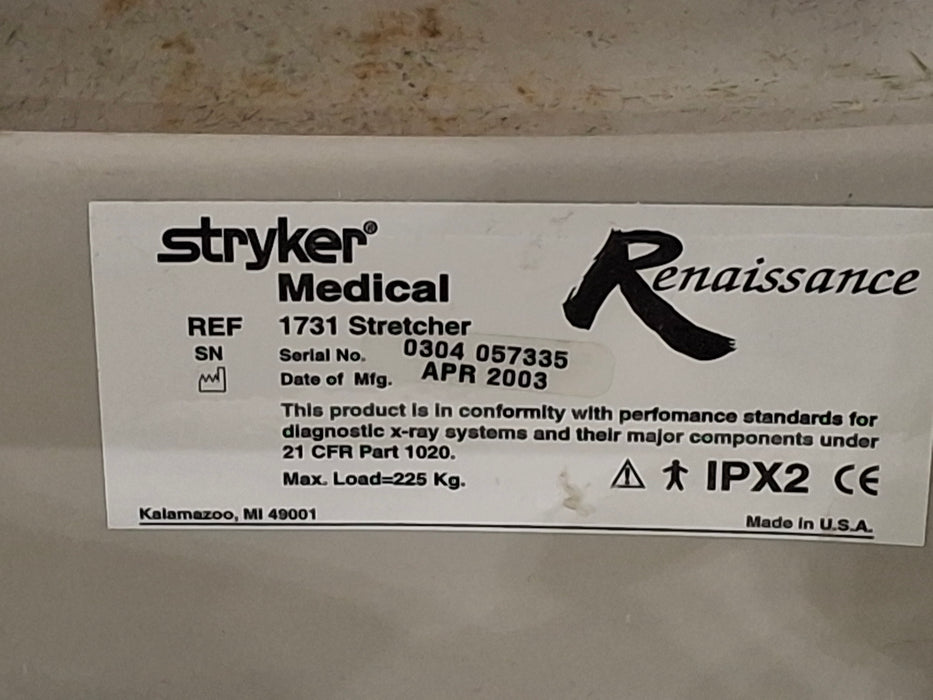 stryker®
Medical
Renaissance
REF 1731 Stretcher
SN Serial No. 0304 057335
Date of Mfg. APR 2003
This product is in conformity with perfomance standards for
diagnostic x-ray systems and their major components under
21 CFR Part 1020.
Max. Load=225 Kg.
IPX2 CE
Kalamazoo, MI 49001
Made in U.S.A.